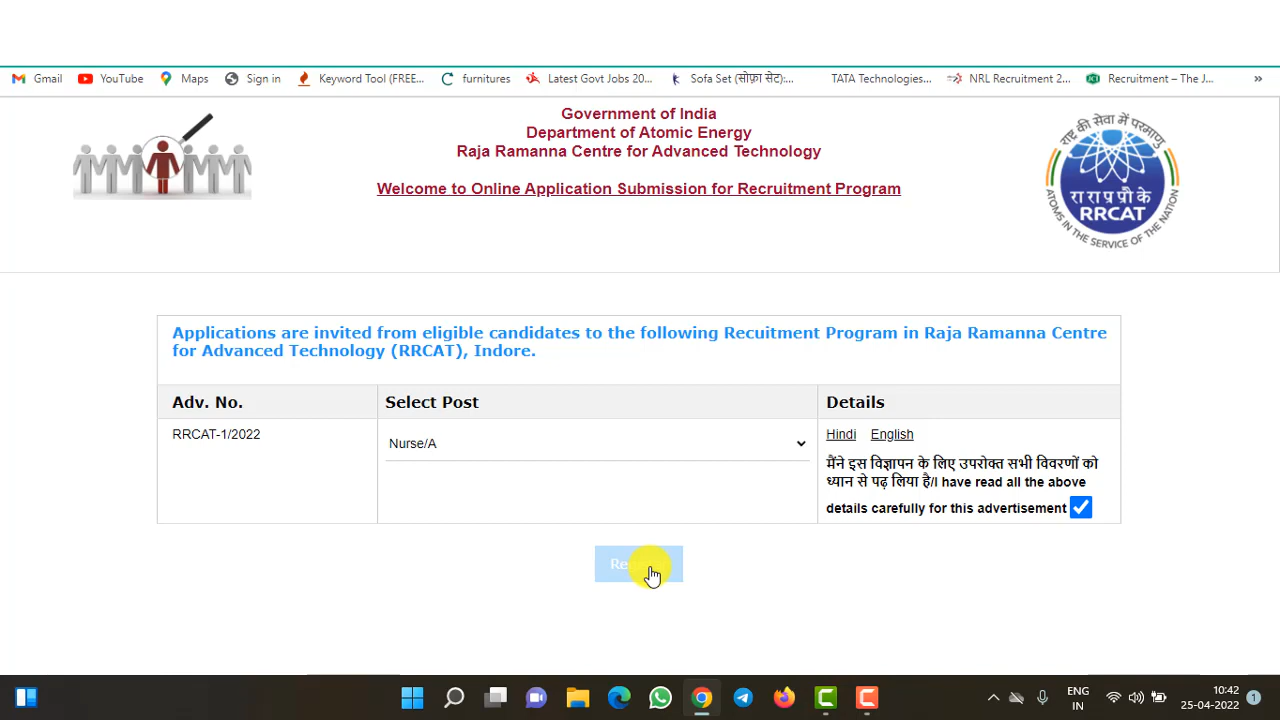 Gmail YouTube Maps Sign in Keyword Tool (FREE... furnitures Latest Govt Jobs 20... Sofa Set (सोफ़ा सेट):... TATA Technologies... NRL Recruitment 2... Recruitment – The J... »
Government of India
Department of Atomic Energy
Raja Ramanna Centre for Advanced Technology
Welcome to Online Application Submission for Recruitment Program
राष्ट्र की सेवा में परमाणु
रा रा प्र प्रौ के
RRCAT
ATOMS IN THE SERVICE OF THE NATION
Applications are invited from eligible candidates to the following Recuitment Program in Raja Ramanna Centre
for Advanced Technology (RRCAT), Indore.
Adv. No. Select Post Details
RRCAT-1/2022 Nurse/A Hindi English
मैंने इस विज्ञापन के लिए उपरोक्त सभी विवरणों को
ध्यान से पढ़ लिया है/I have read all the above
details carefully for this advertisement
ENG 10:42
IN 25-04-2022 1